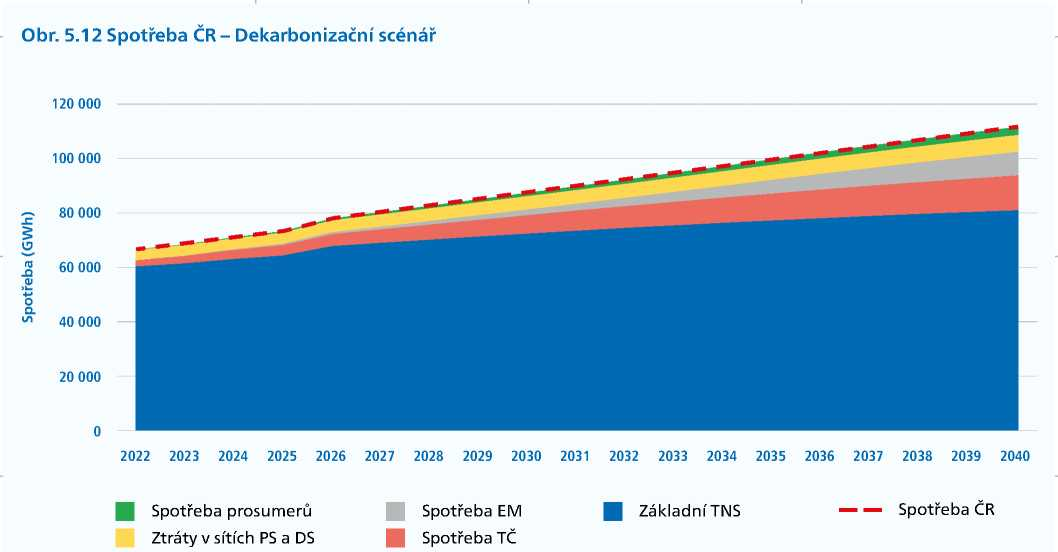 Obr. 5.12 Spotřeba ČR – Dekarbonizační scénář
Spotřeba (GWh)
120 000
100 000
80 000
60 000
40 000
20 000
0
2022 2023 2024 2025 2026 2027 2028 2029 2030 2031 2032 2033 2034 2035 2036 2037 2038 2039 2040
Spotřeba prosumerů Spotřeba EM Základní TNS Spotřeba ČR
Ztráty v sítích PS a DS Spotřeba TČ